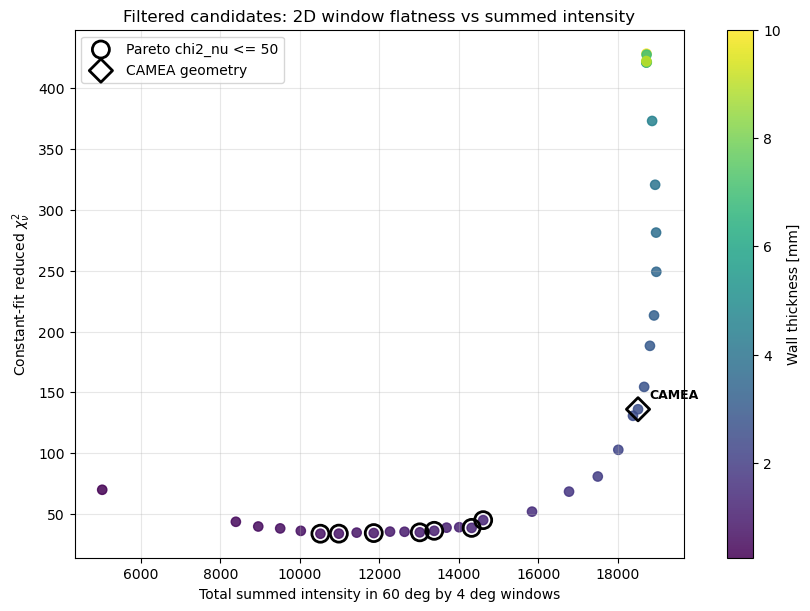 Filtered candidates: 2D window flatness vs summed intensity
Pareto chi2_nu <= 50
CAMEA geometry
CAMEA
400
350
300
250
200
150
100
50
Constant-fit reduced χ²ᵥ
6000 8000 10000 12000 14000 16000 18000
Total summed intensity in 60 deg by 4 deg windows
10
8
6
4
2
Wall thickness [mm]